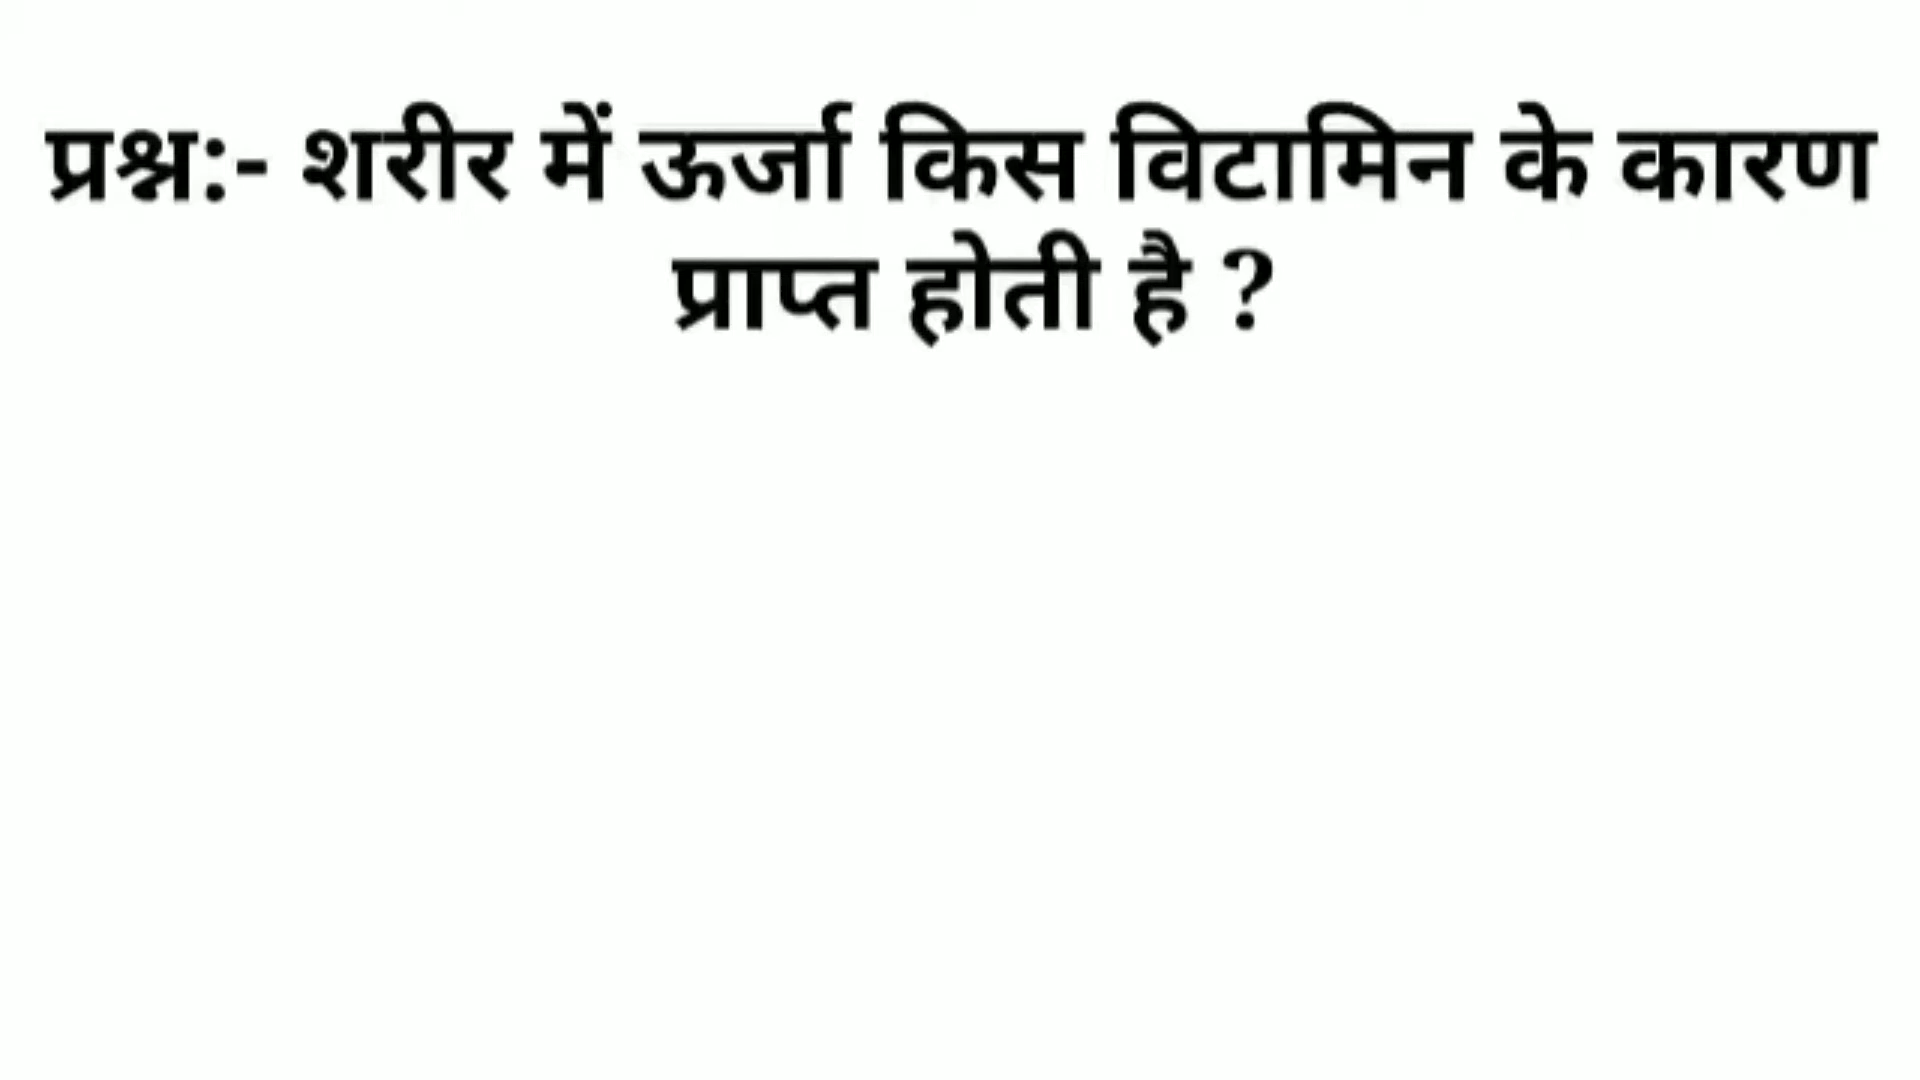 प्रश्न:- शरीर में ऊर्जा किस विटामिन के कारण
प्राप्त होती है ?